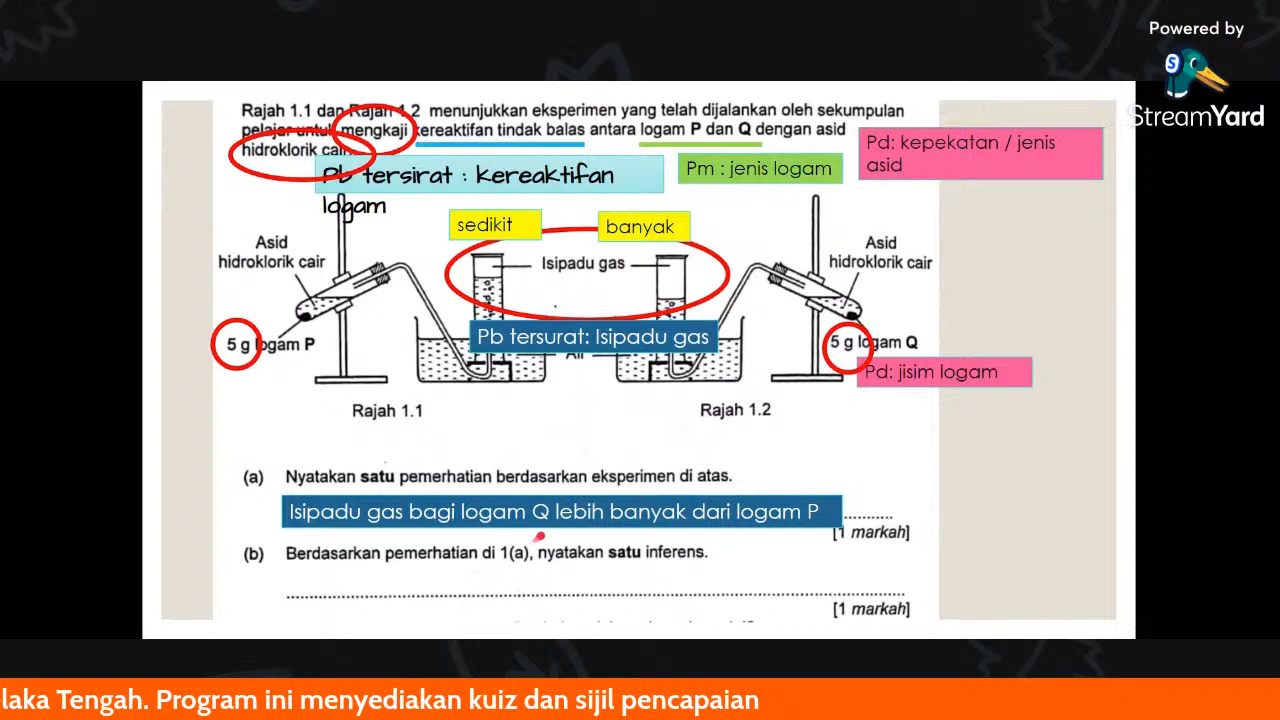 Powered by
StreamYard
Rajah 1.1 dan Rajah 1.2 menunjukkan eksperimen yang telah dijalankan oleh sekumpulan
pelajar untuk mengkaji kereaktifan tindak balas antara logam P dan Q dengan asid
hidroklorik cair.
Pd: kepekatan / jenis
asid
Pm : jenis logam
Pb tersirat : kereaktifan
logam
sedikit
banyak
Asid
hidroklorik cair
Isipadu gas
Asid
hidroklorik cair
Pb tersurat: Isipadu gas
Air
5 g logam P
5 g logam Q
Pd: jisim logam
Rajah 1.1
Rajah 1.2
(a) Nyatakan satu pemerhatian berdasarkan eksperimen di atas.
Isipadu gas bagi logam Q lebih banyak dari logam P
[1 markah]
(b) Berdasarkan pemerhatian di 1(a), nyatakan satu inferens.
[1 markah]
laka Tengah. Program ini menyediakan kuiz dan sijil pencapaian